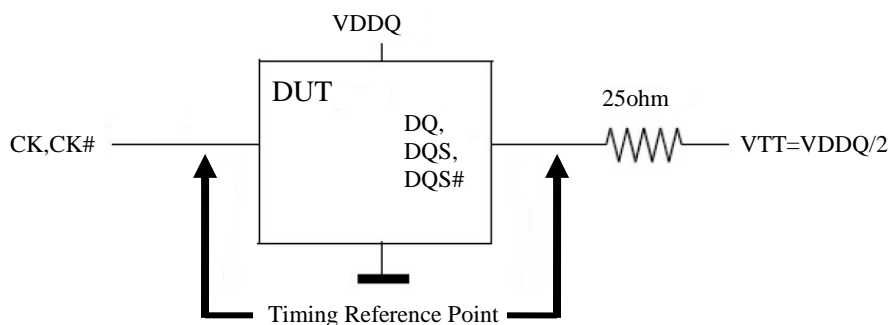 VDDQ
DUT
25ohm
DQ,
CK,CK#
DQS,
VTT=VDDQ/2
DQS#
Timing Reference Point